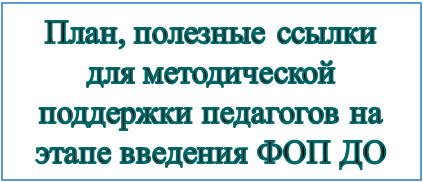 План, полезные ссылки
для методической
поддержки педагогов на
этапе введения ФОП ДО